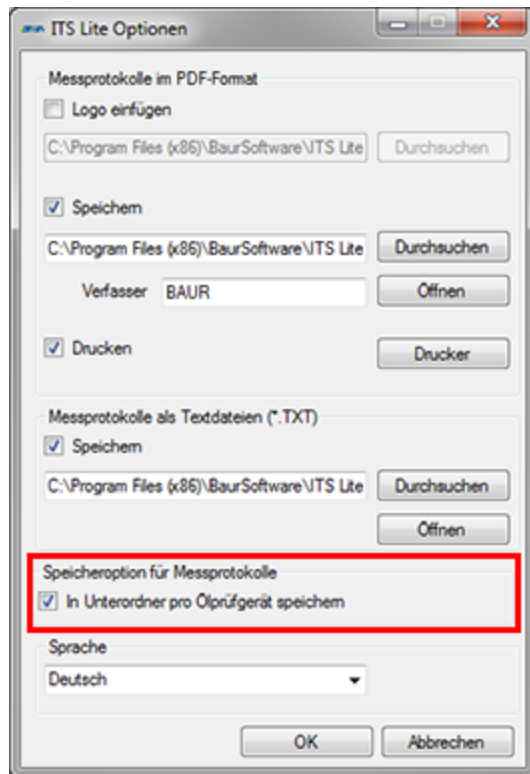 ITS Lite Optionen
Messprotokolle im PDF-Format
Logo einfügen
C:\Program Files (x86)\BaurSoftware\ITS Lite Durchsuchen
Speichern
C:\Program Files (x86)\BaurSoftware\ITS Lite Durchsuchen
Verfasser BAUR Öffnen
Drucken Drucker
Messprotokolle als Textdateien (*.TXT)
Speichern
C:\Program Files (x86)\BaurSoftware\ITS Lite Durchsuchen
Öffnen
Speicheroption für Messprotokolle
In Unterordner pro Ölprüfgerät speichern
Sprache
Deutsch
OK Abbrechen